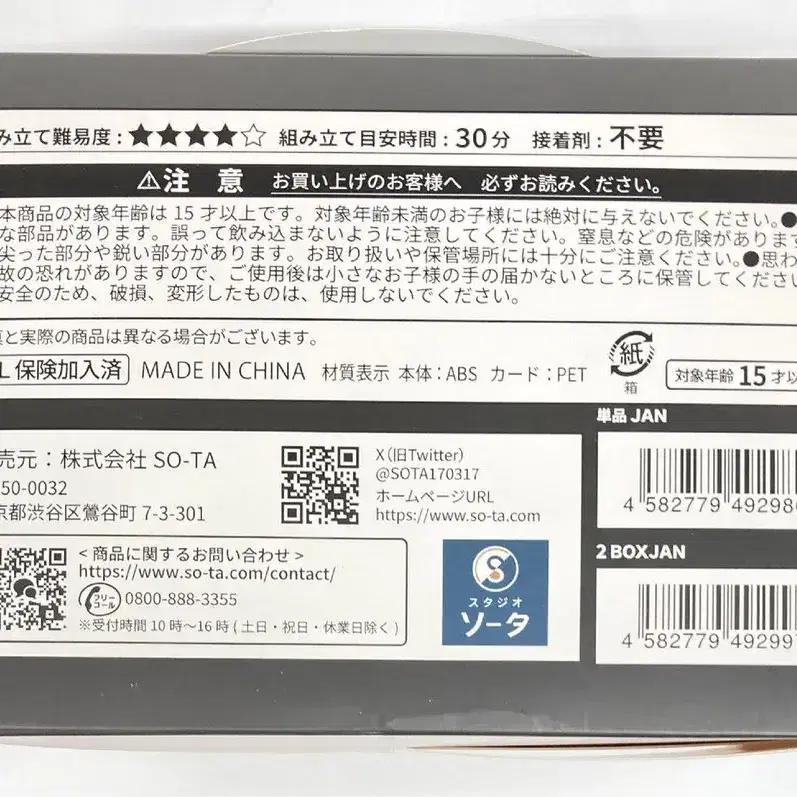 み立て難易度:★★★★☆ 組み立て目安時間:30分 接着剤:不要
⚠注 意 お買い上げのお客様へ 必ずお読みください。
本商品の対象年齢は 15 才以上です。対象年齢未満のお子様には絶対に与えないでください。●
な部品があります。誤って飲み込まないように注意してください。窒息などの危険があります
尖った部分や鋭い部分があります。お取り扱いや保管場所には十分にご注意ください。●思わ
故の恐れがありますので、ご使用後は小さなお子様の手の届かないところに保管してください
安全のため、破損、変形したものは、使用しないでください。
と実際の商品は異なる場合がございます。
L 保険加入済 MADE IN CHINA 材質表示 本体:ABS カード:PET
紙
箱
対象年齢 15 才以
単品 JAN
4 582779 49298
2 BOXJAN
4 582779 49299
売元:株式会社 SO-TA
50-0032
京都渋谷区鶯谷町 7-3-301
X(旧Twitter)
@SOTA170317
ホームページURL
https://www.so-ta.com
<商品に関するお問い合わせ>
https://www.so-ta.com/contact/
フリーコール 0800-888-3355
※受付時間 10 時〜16 時 ( 土日・祝日・休業日除く )
スタジオ
ソータ